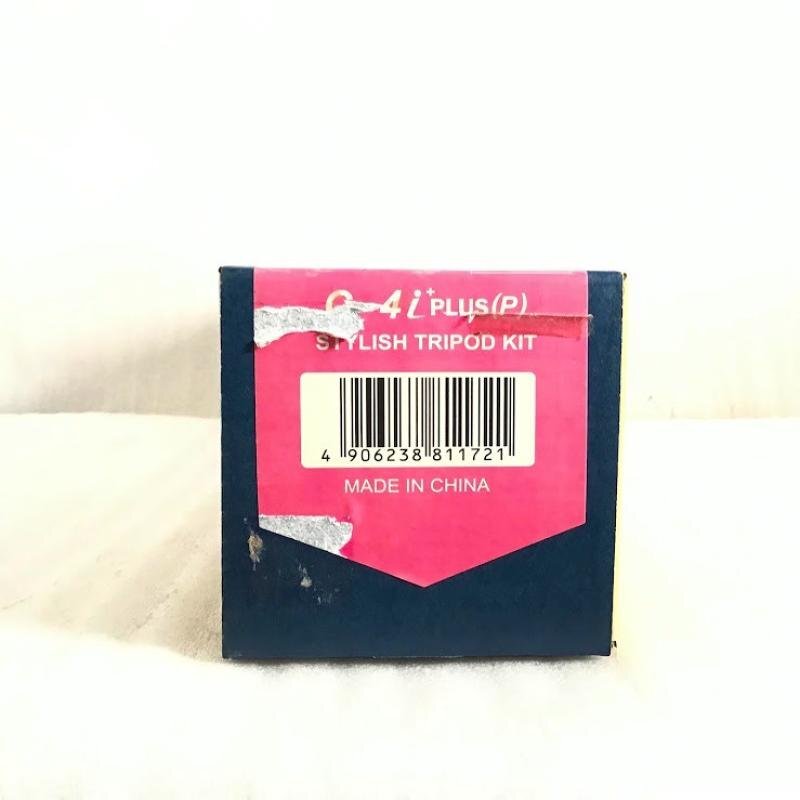 4i+ PLUS(P)
STYLISH TRIPOD KIT
4 906238 811721
MADE IN CHINA